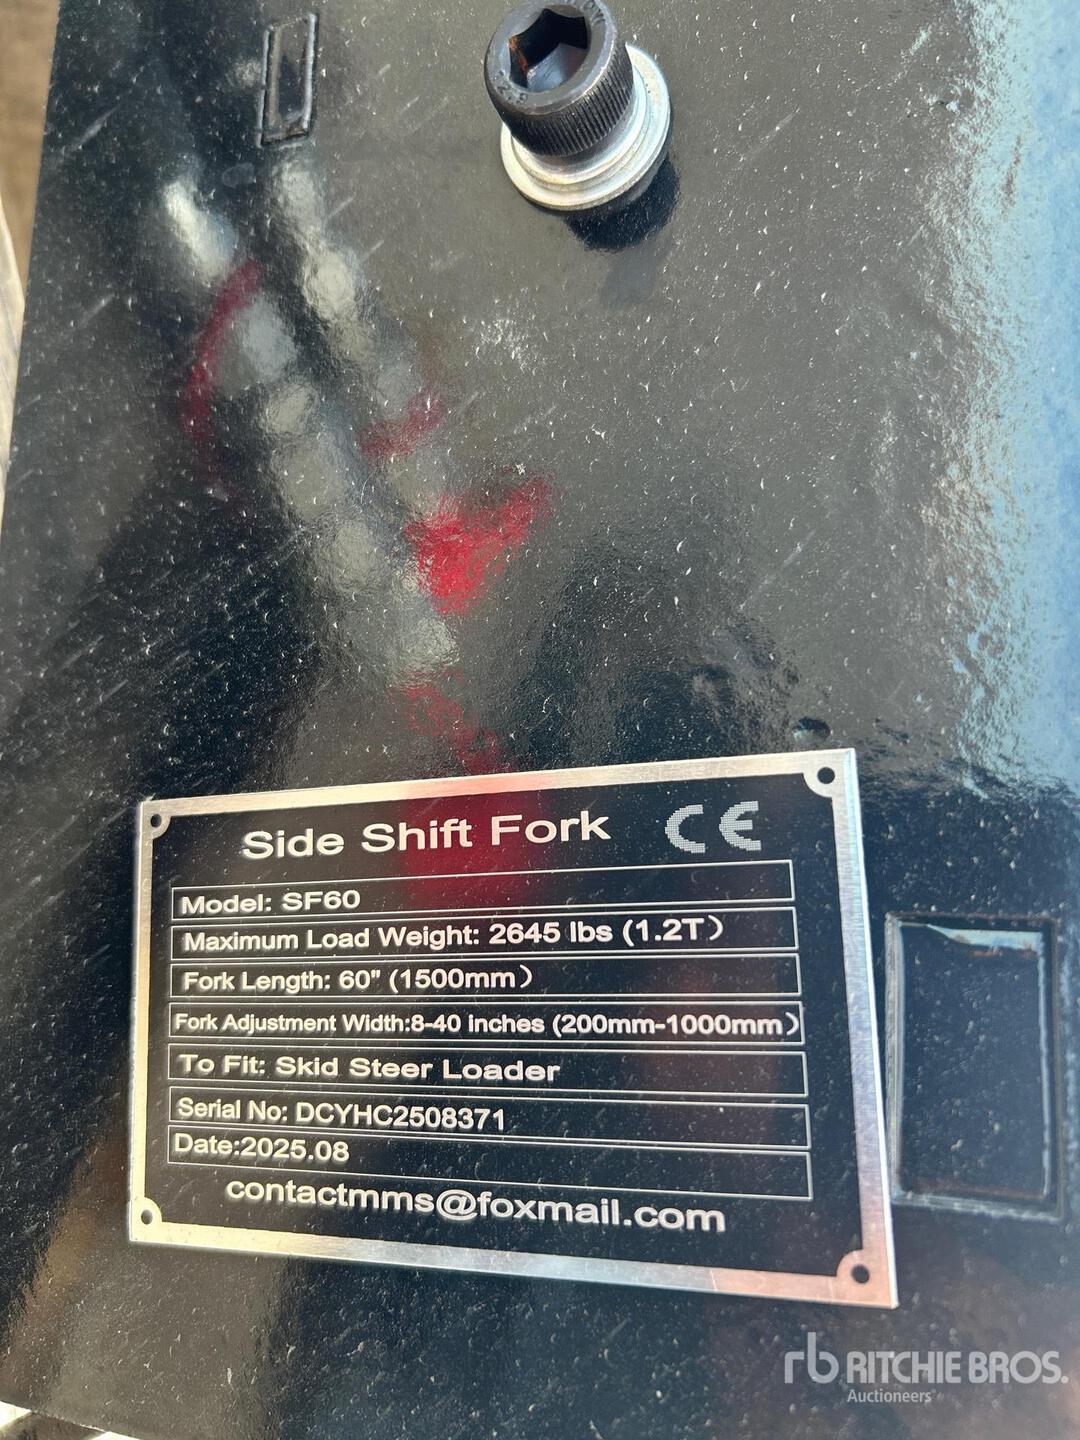 Side Shift Fork CE
Model: SF60
Maximum Load Weight: 2645 lbs (1.2T)
Fork Length: 60" (1500mm)
Fork Adjustment Width:8-40 inches (200mm-1000mm)
To Fit: Skid Steer Loader
Serial No: DCYHC2508371
Date:2025.08
contactmms@foxmail.com
rb RITCHIE BROS.
Auctioneers